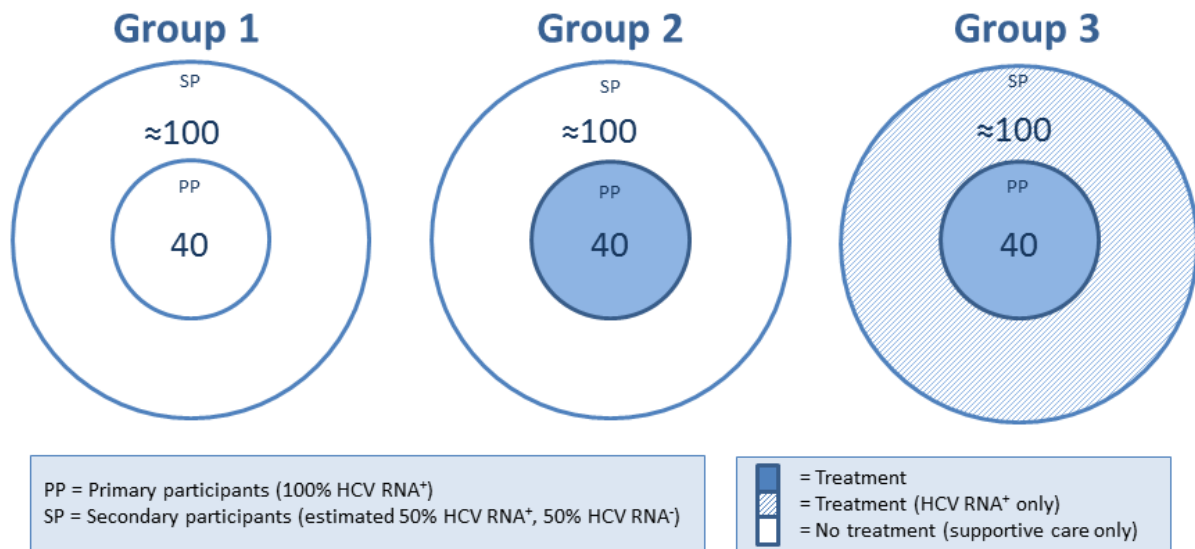 Group 1
Group 2
Group 3
SP
≈100
PP
40
SP
≈100
PP
40
SP
≈100
PP
40
PP = Primary participants (100% HCV RNA⁺)
SP = Secondary participants (estimated 50% HCV RNA⁺, 50% HCV RNA⁻)
= Treatment
= Treatment (HCV RNA⁺ only)
= No treatment (supportive care only)